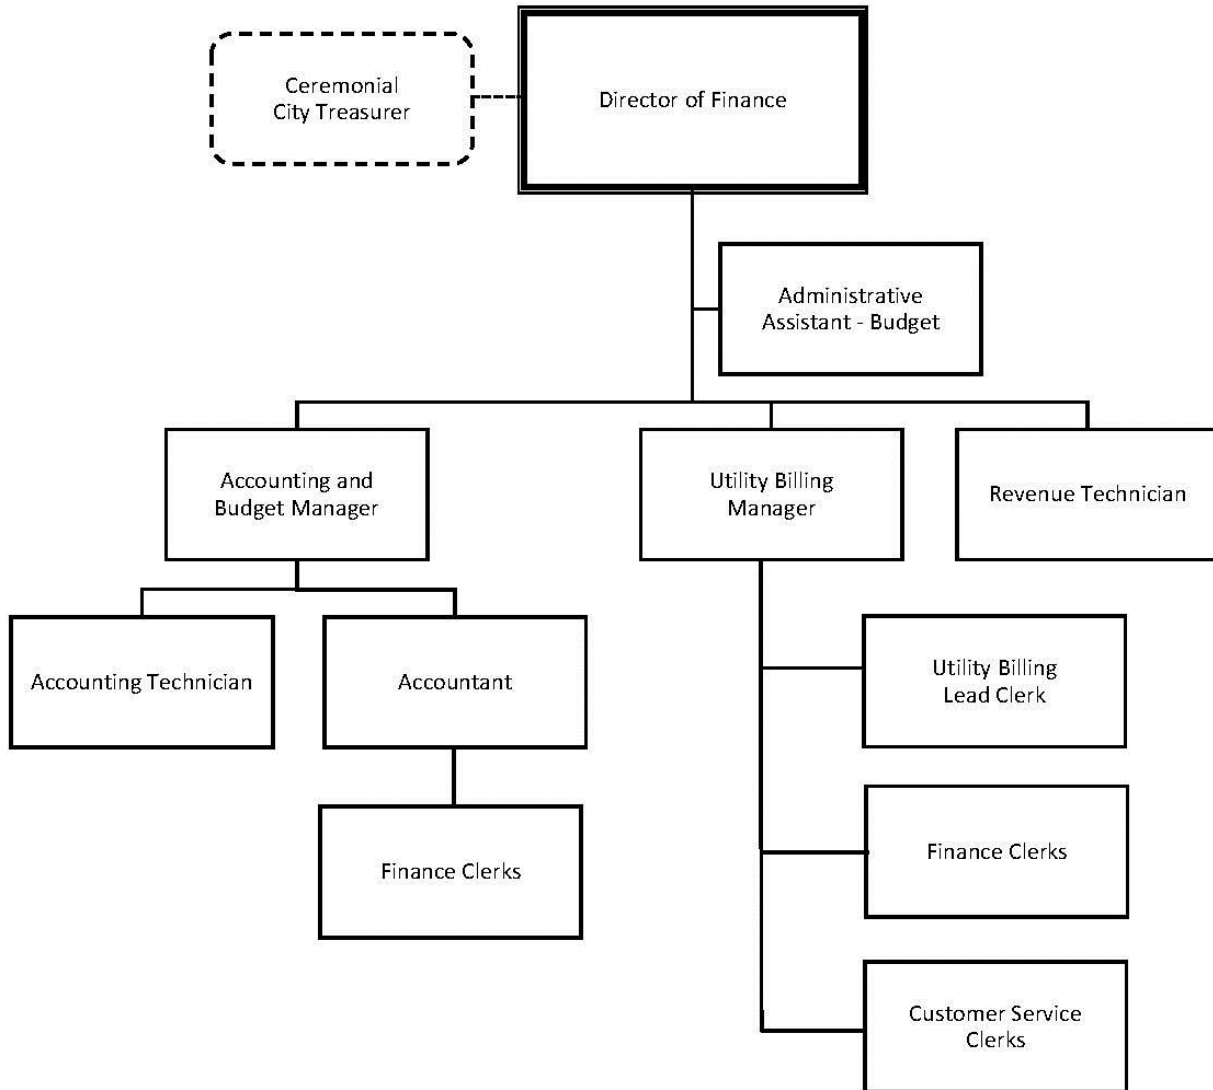 Ceremonial
City Treasurer
Director of Finance
Administrative
Assistant - Budget
Accounting and
Budget Manager
Utility Billing
Manager
Revenue Technician
Accounting Technician
Accountant
Utility Billing
Lead Clerk
Finance Clerks
Finance Clerks
Customer Service
Clerks